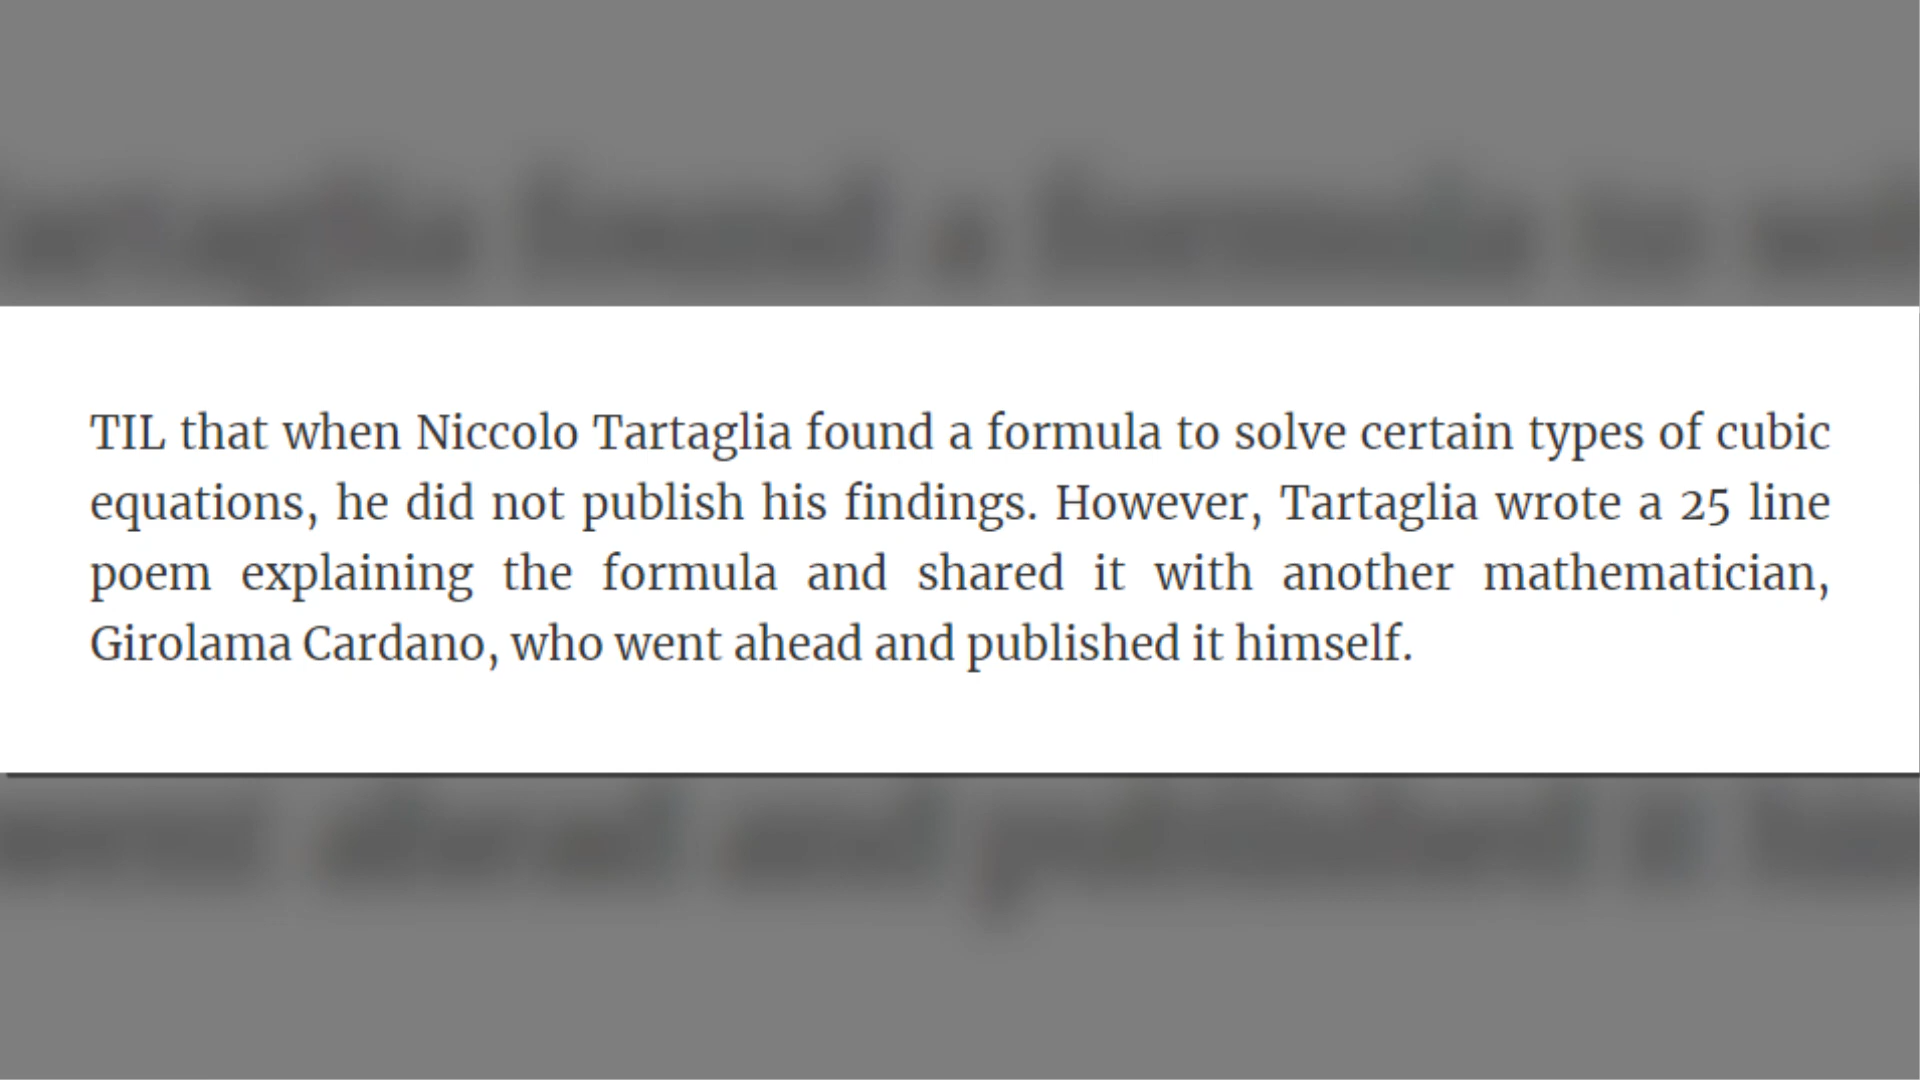 TIL that when Niccolo Tartaglia found a formula to solve certain types of cubic
equations, he did not publish his findings. However, Tartaglia wrote a 25 line
poem explaining the formula and shared it with another mathematician,
Girolama Cardano, who went ahead and published it himself.